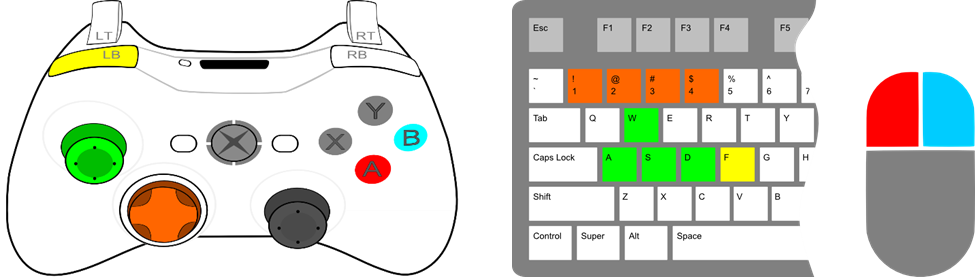 LT
RT
LB
RB
Y
X
B
A
Esc F1 F2 F3 F4 F5
~ ! @ # $ % ^
` 1 2 3 4 5 6 7
Tab Q W E R T Y
Caps Lock A S D F G H
Shift Z X C V B
Control Super Alt Space